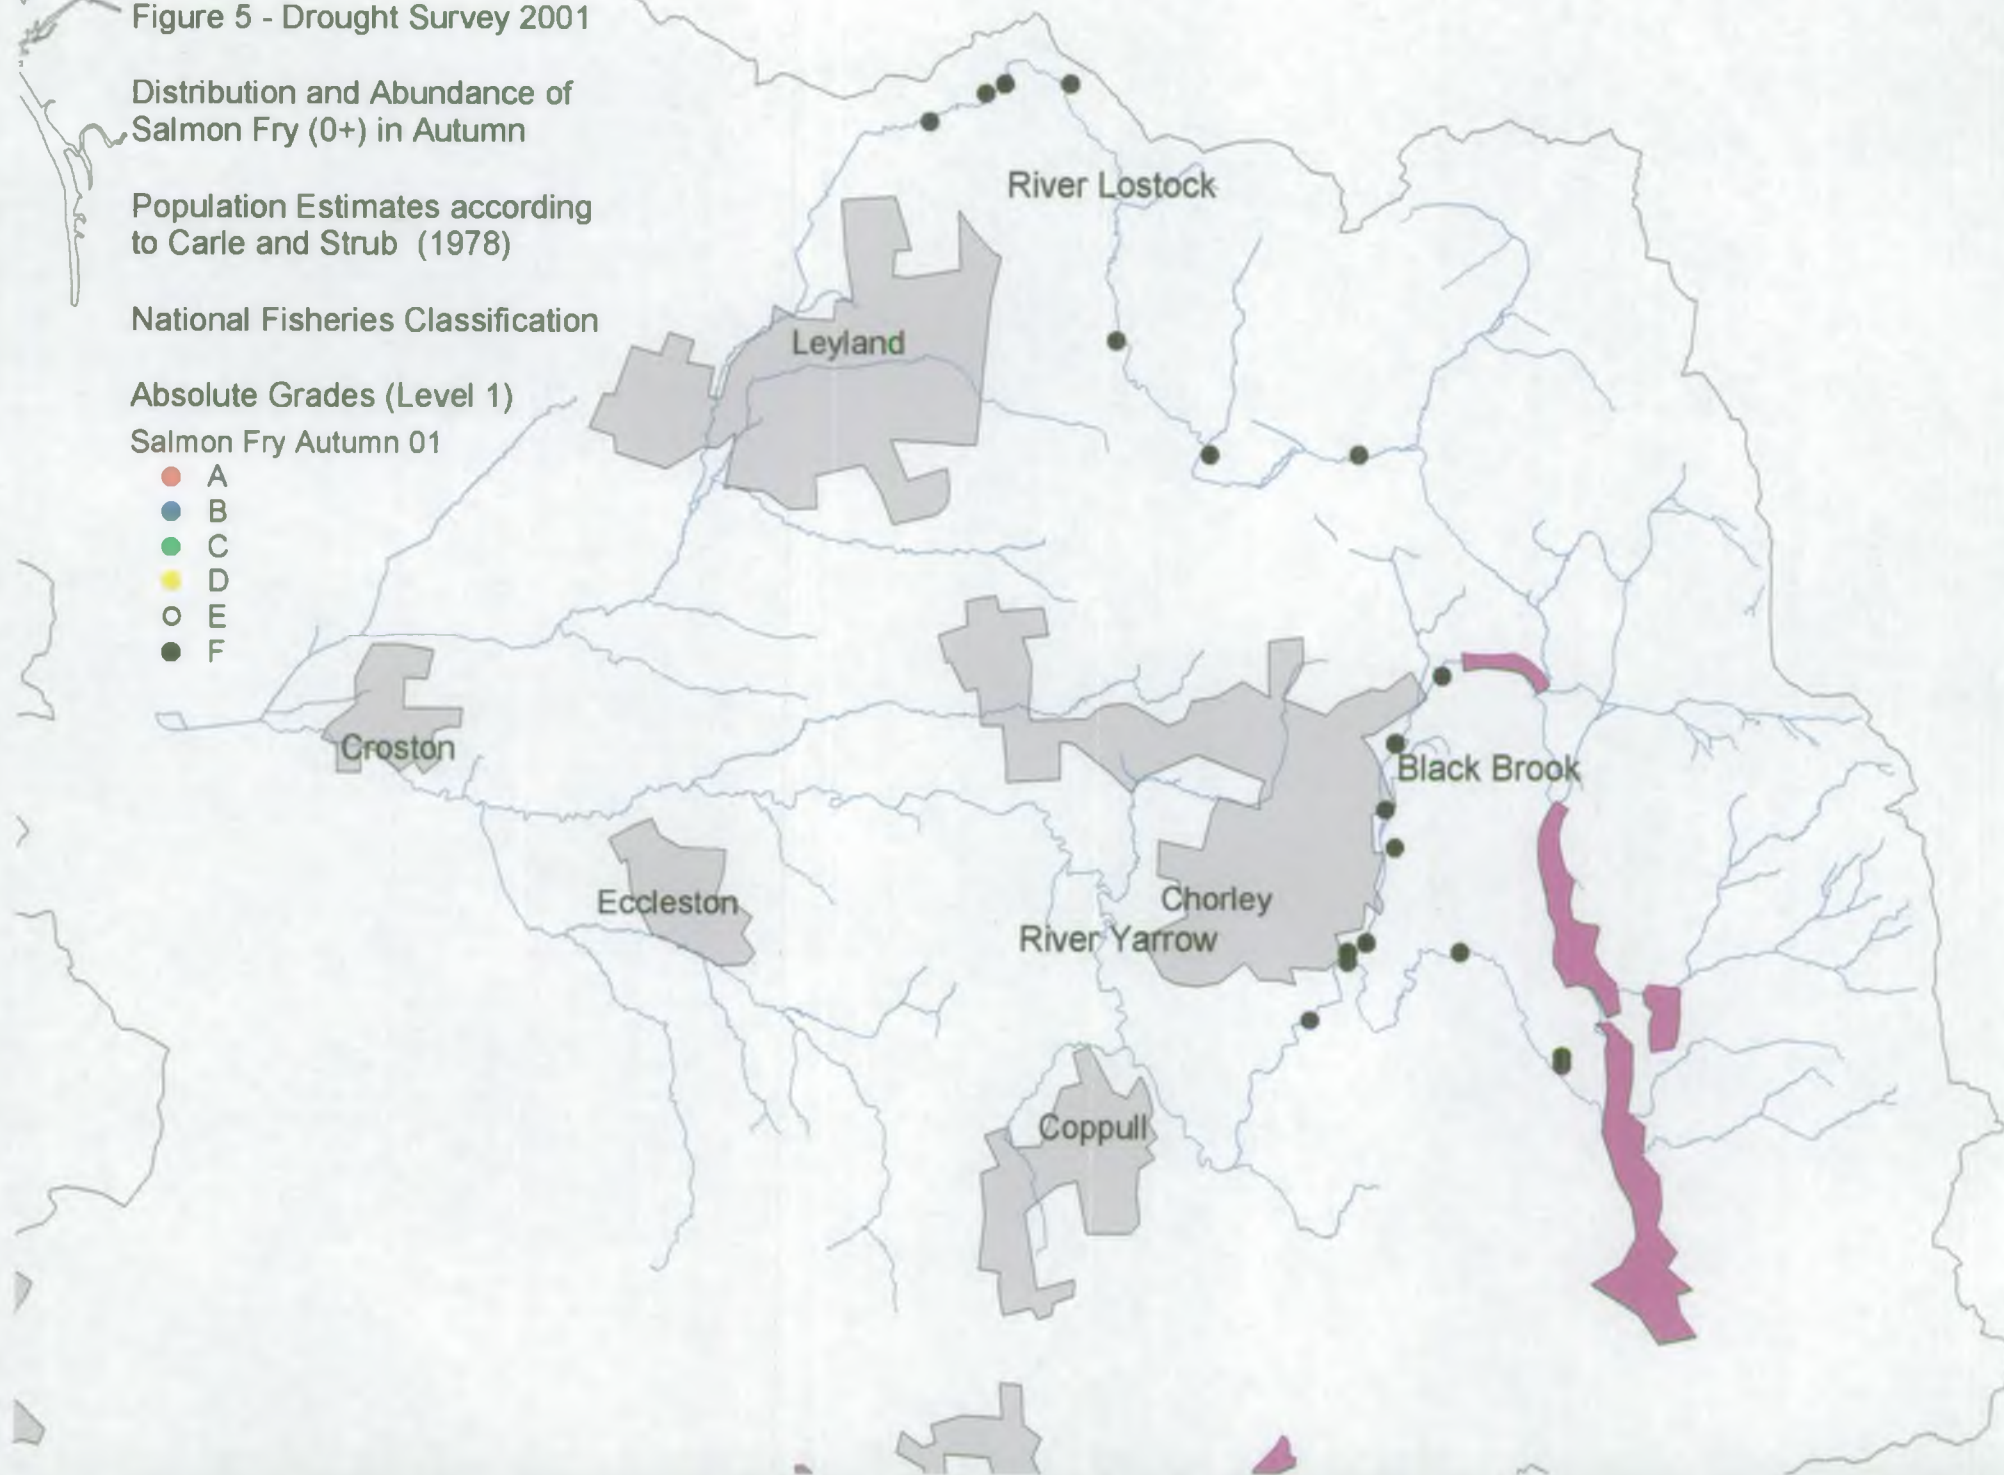 Figure 5 - Drought Survey 2001
Distribution and Abundance of
Salmon Fry (0+) in Autumn
Population Estimates according
to Carle and Strub (1978)
National Fisheries Classification
Absolute Grades (Level 1)
Salmon Fry Autumn 01
A
B
C
D
E
F
River Lostock
Leyland
Croston
Black Brook
Eccleston
Chorley
River Yarrow
Coppull